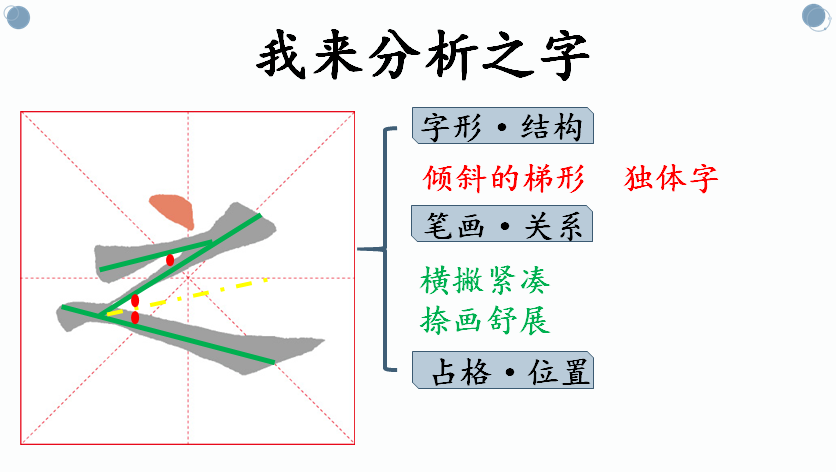 我来分析之字
字形·结构
倾斜的梯形 独体字
笔画·关系
横撇紧凑
捺画舒展
占格·位置
之